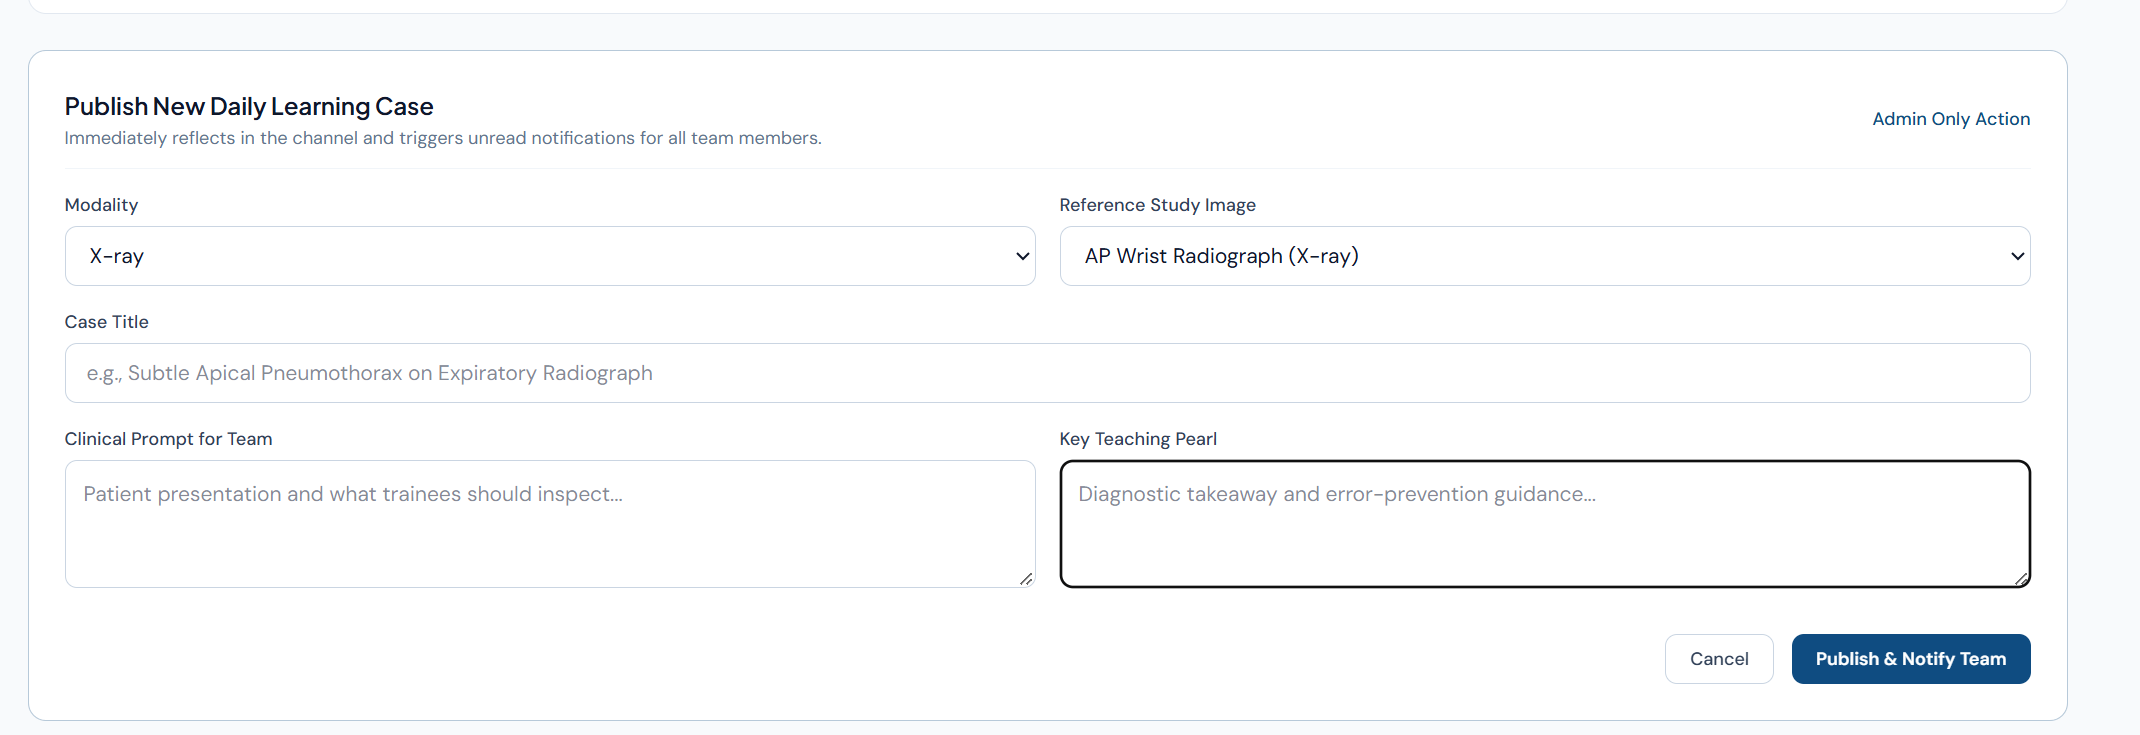 Publish New Daily Learning Case
Immediately reflects in the channel and triggers unread notifications for all team members.
Admin Only Action
Modality
Reference Study Image
X-ray
AP Wrist Radiograph (X-ray)
Case Title
e.g., Subtle Apical Pneumothorax on Expiratory Radiograph
Clinical Prompt for Team
Key Teaching Pearl
Patient presentation and what trainees should inspect...
Diagnostic takeaway and error-prevention guidance...
Cancel
Publish & Notify Team